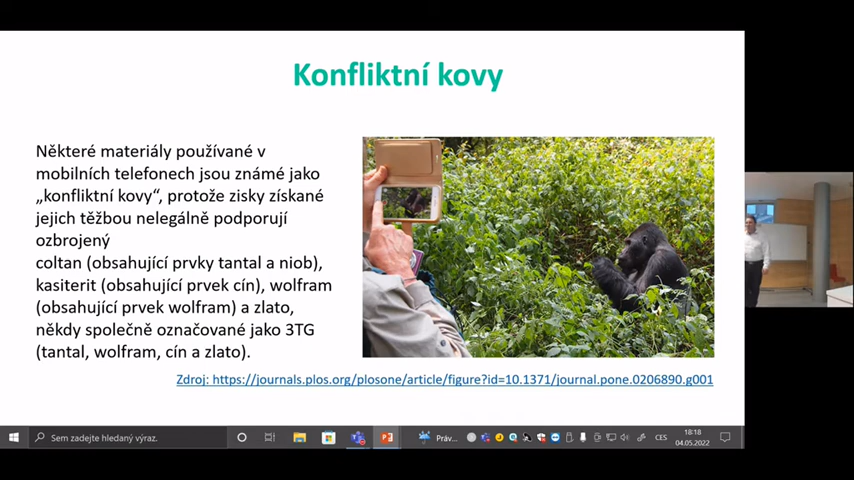 Konfliktní kovy
Některé materiály používané v
mobilních telefonech jsou známé jako
„konfliktní kovy“, protože zisky získané
jejich těžbou nelegálně podporují
ozbrojený
coltan (obsahující prvky tantal a niob),
kasiterit (obsahující prvek cín), wolfram
(obsahující prvek wolfram) a zlato,
někdy společně označované jako 3TG
(tantal, wolfram, cín a zlato).
Zdroj: https://journals.plos.org/plosone/article/figure?id=10.1371/journal.pone.0206890.g001
Sem zadejte hledaný výraz.
Práv...
CES
18:18
04.05.2022